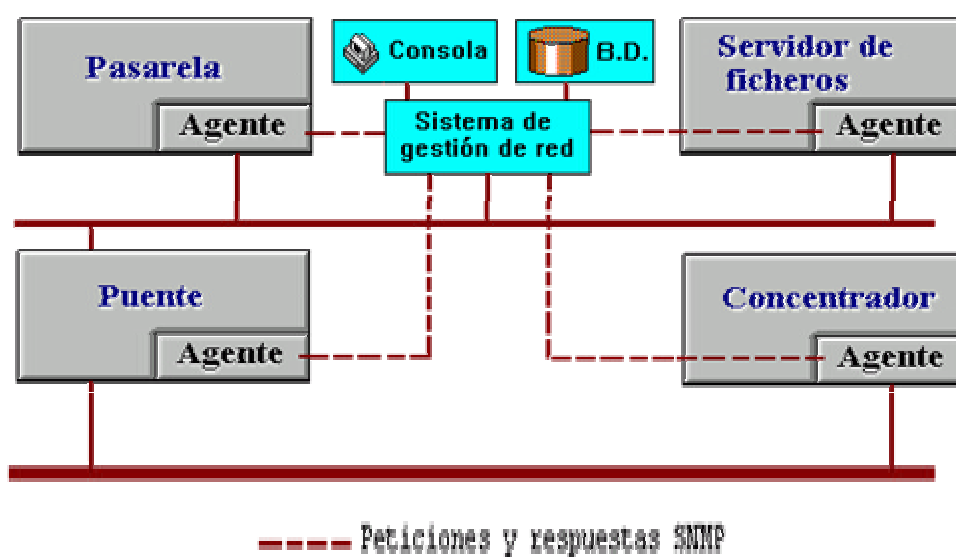 Pasarela
Agente
Consola
B.D.
Sistema de
gestión de red
Servidor de
ficheros
Agente
Puente
Agente
Concentrador
Agente
Peticiones y respuestas SNMP